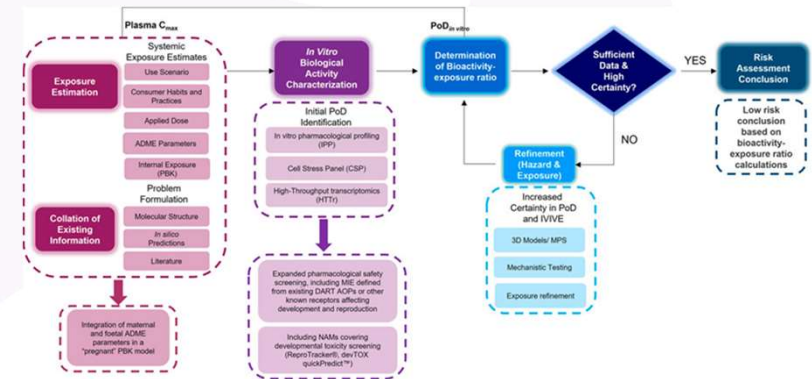 Plasma Cmax
PoD in vitro
Systemic
Exposure Estimates
Exposure
Estimation
Use Scenario
Consumer Habits and
Practices
Applied Dose
ADME Parameters
Internal Exposure
(PBK)
Problem
Formulation
Collation of
Existing
Information
Molecular Structure
In silico
Predictions
Literature
Integration of maternal
and foetal ADME
parameters in a
"pregnant" PBK model
In Vitro
Biological
Activity
Characterization
Initial PoD
Identification
In vitro pharmacological profiling
(IPP)
Cell Stress Panel (CSP)
High-Throughput transcriptomics
(HTTr)
Expanded pharmacological safety
screening, including MIE defined
from existing DART AOPs or other
known receptors affecting
development and reproduction
Including NAMs covering
developmental toxicity screening
(ReproTracker®, devTOX
quickPredict™)
Determination
of Bioactivity-
exposure ratio
Sufficient
Data &
High
Certainty?
YES
NO
Refinement
(Hazard &
Exposure)
Increased
Certainty in PoD
and IVIVE
3D Models/ MPS
Mechanistic Testing
Exposure refinement
Risk
Assessment
Conclusion
Low risk
conclusion
based on
bioactivity-
exposure ratio
calculations